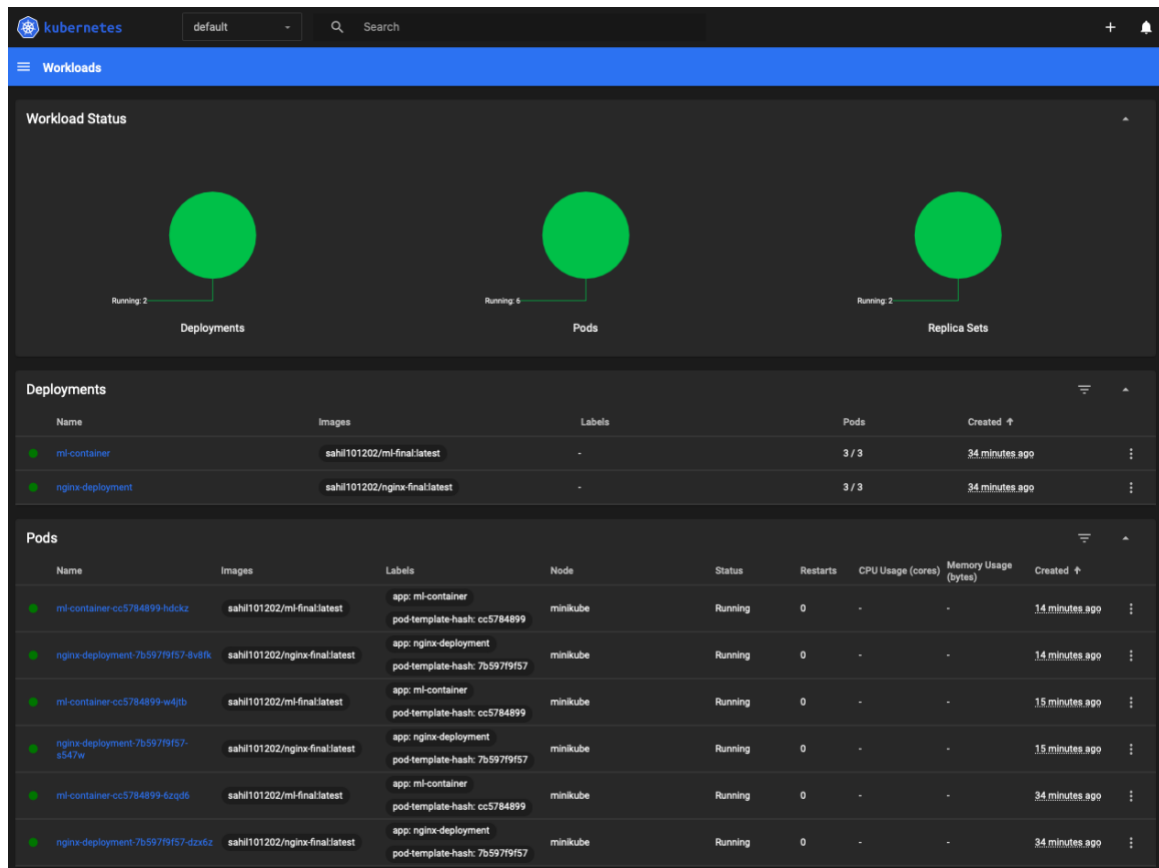 kubernetes default Search
Workloads
Workload Status
Running: 2 Running: 6 Running: 2
Deployments Pods Replica Sets
Deployments
Name Images Labels Pods Created
ml-container sahil101202/ml-final:latest - 3 / 3 34 minutes ago
nginx-deployment sahil101202/nginx-final:latest - 3 / 3 34 minutes ago
Pods
Name Images Labels Node Status Restarts CPU Usage (cores) Memory Usage (bytes) Created
ml-container-cc5784899-hdckz sahil101202/ml-final:latest app: ml-container minikube Running 0 - - 14 minutes ago
pod-template-hash: cc5784899
nginx-deployment-7b597f9f57-8v8fk sahil101202/nginx-final:latest app: nginx-deployment minikube Running 0 - - 14 minutes ago
pod-template-hash: 7b597f9f57
ml-container-cc5784899-w4jtb sahil101202/ml-final:latest app: ml-container minikube Running 0 - - 15 minutes ago
pod-template-hash: cc5784899
nginx-deployment-7b597f9f57-s547w sahil101202/nginx-final:latest app: nginx-deployment minikube Running 0 - - 15 minutes ago
pod-template-hash: 7b597f9f57
ml-container-cc5784899-6zqd6 sahil101202/ml-final:latest app: ml-container minikube Running 0 - - 34 minutes ago
pod-template-hash: cc5784899
nginx-deployment-7b597f9f57-dzx6z sahil101202/nginx-final:latest app: nginx-deployment minikube Running 0 - - 34 minutes ago
pod-template-hash: 7b597f9f57